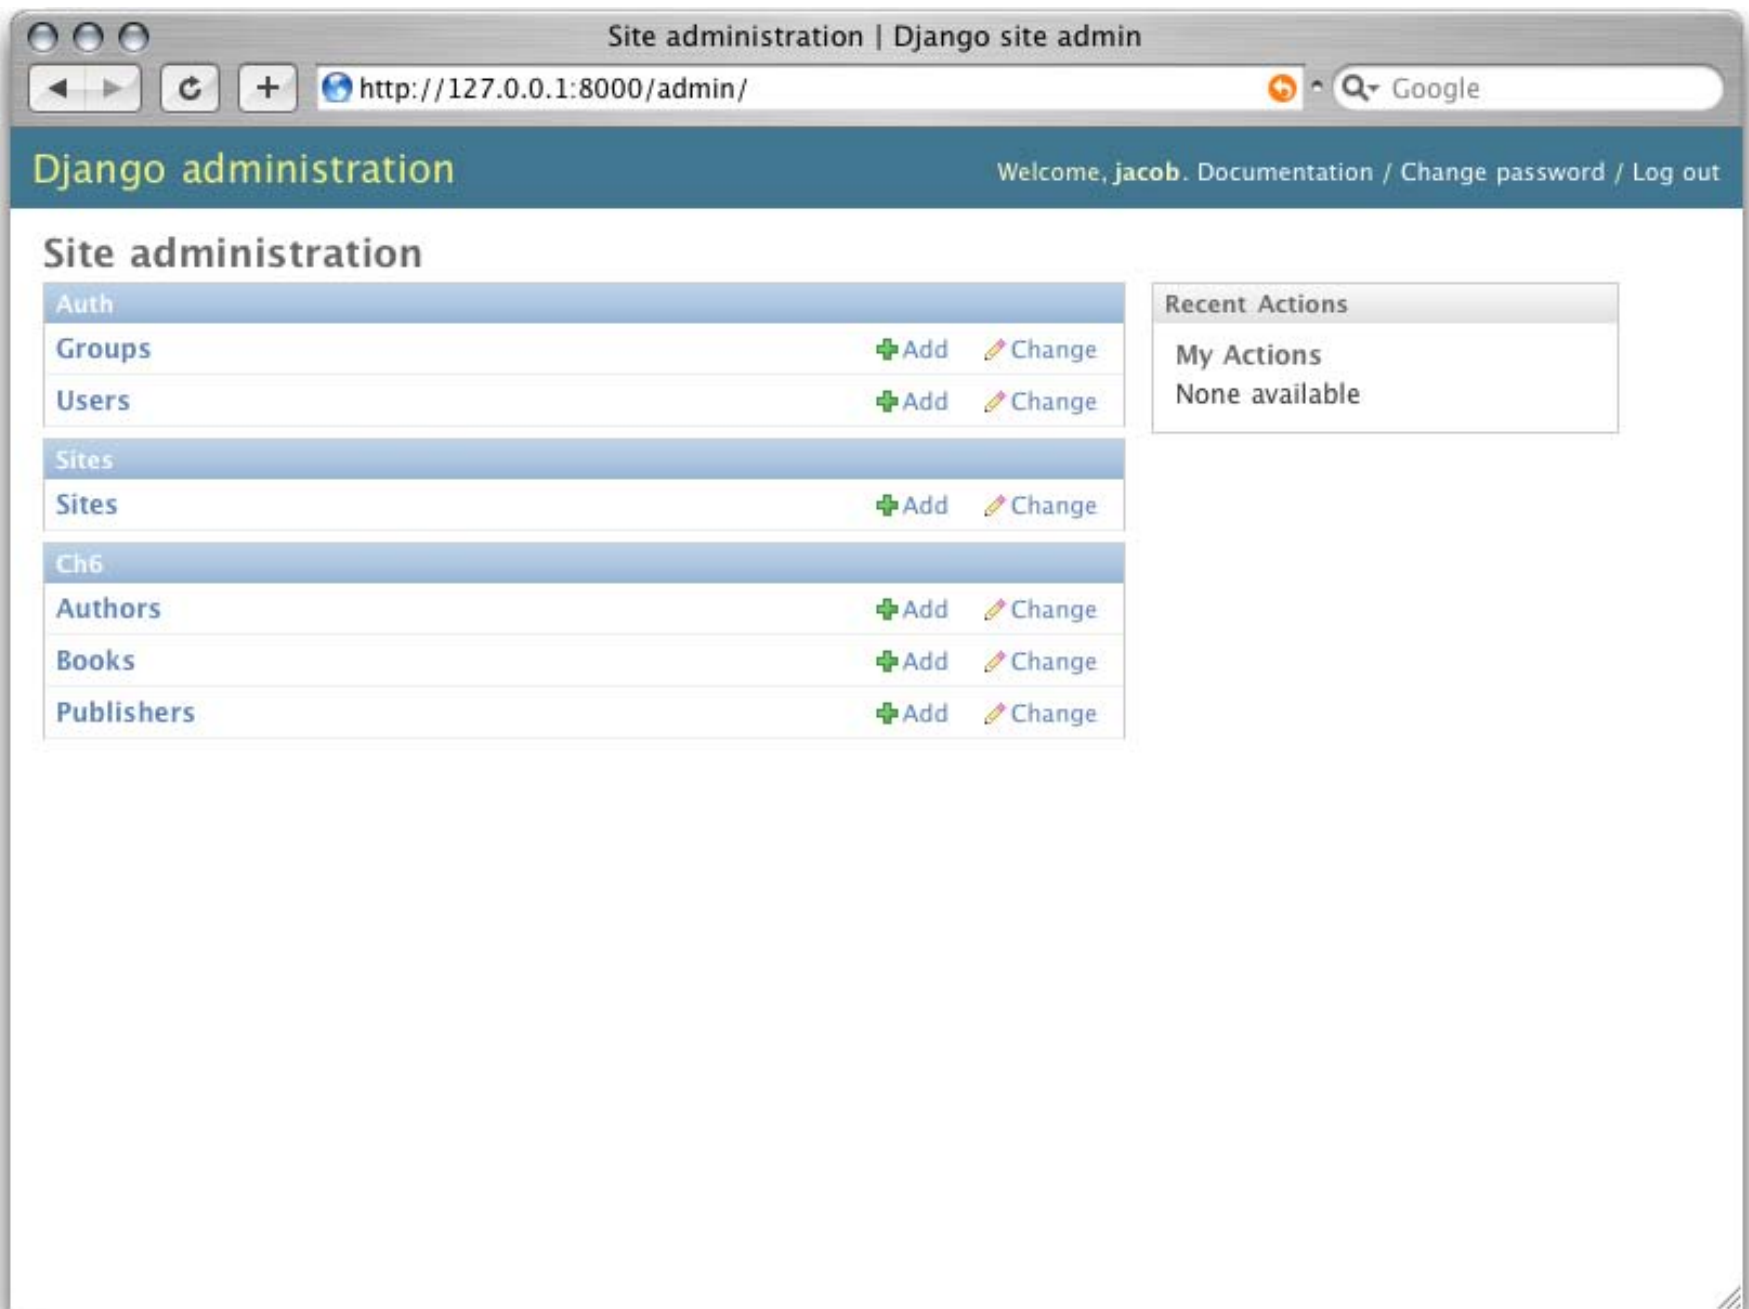 Site administration | Django site admin
http://127.0.0.1:8000/admin/
Google
Django administration
Welcome, jacob. Documentation / Change password / Log out
Site administration
Auth
Groups Add Change
Users Add Change
Sites
Sites Add Change
Ch6
Authors Add Change
Books Add Change
Publishers Add Change
Recent Actions
My Actions
None available